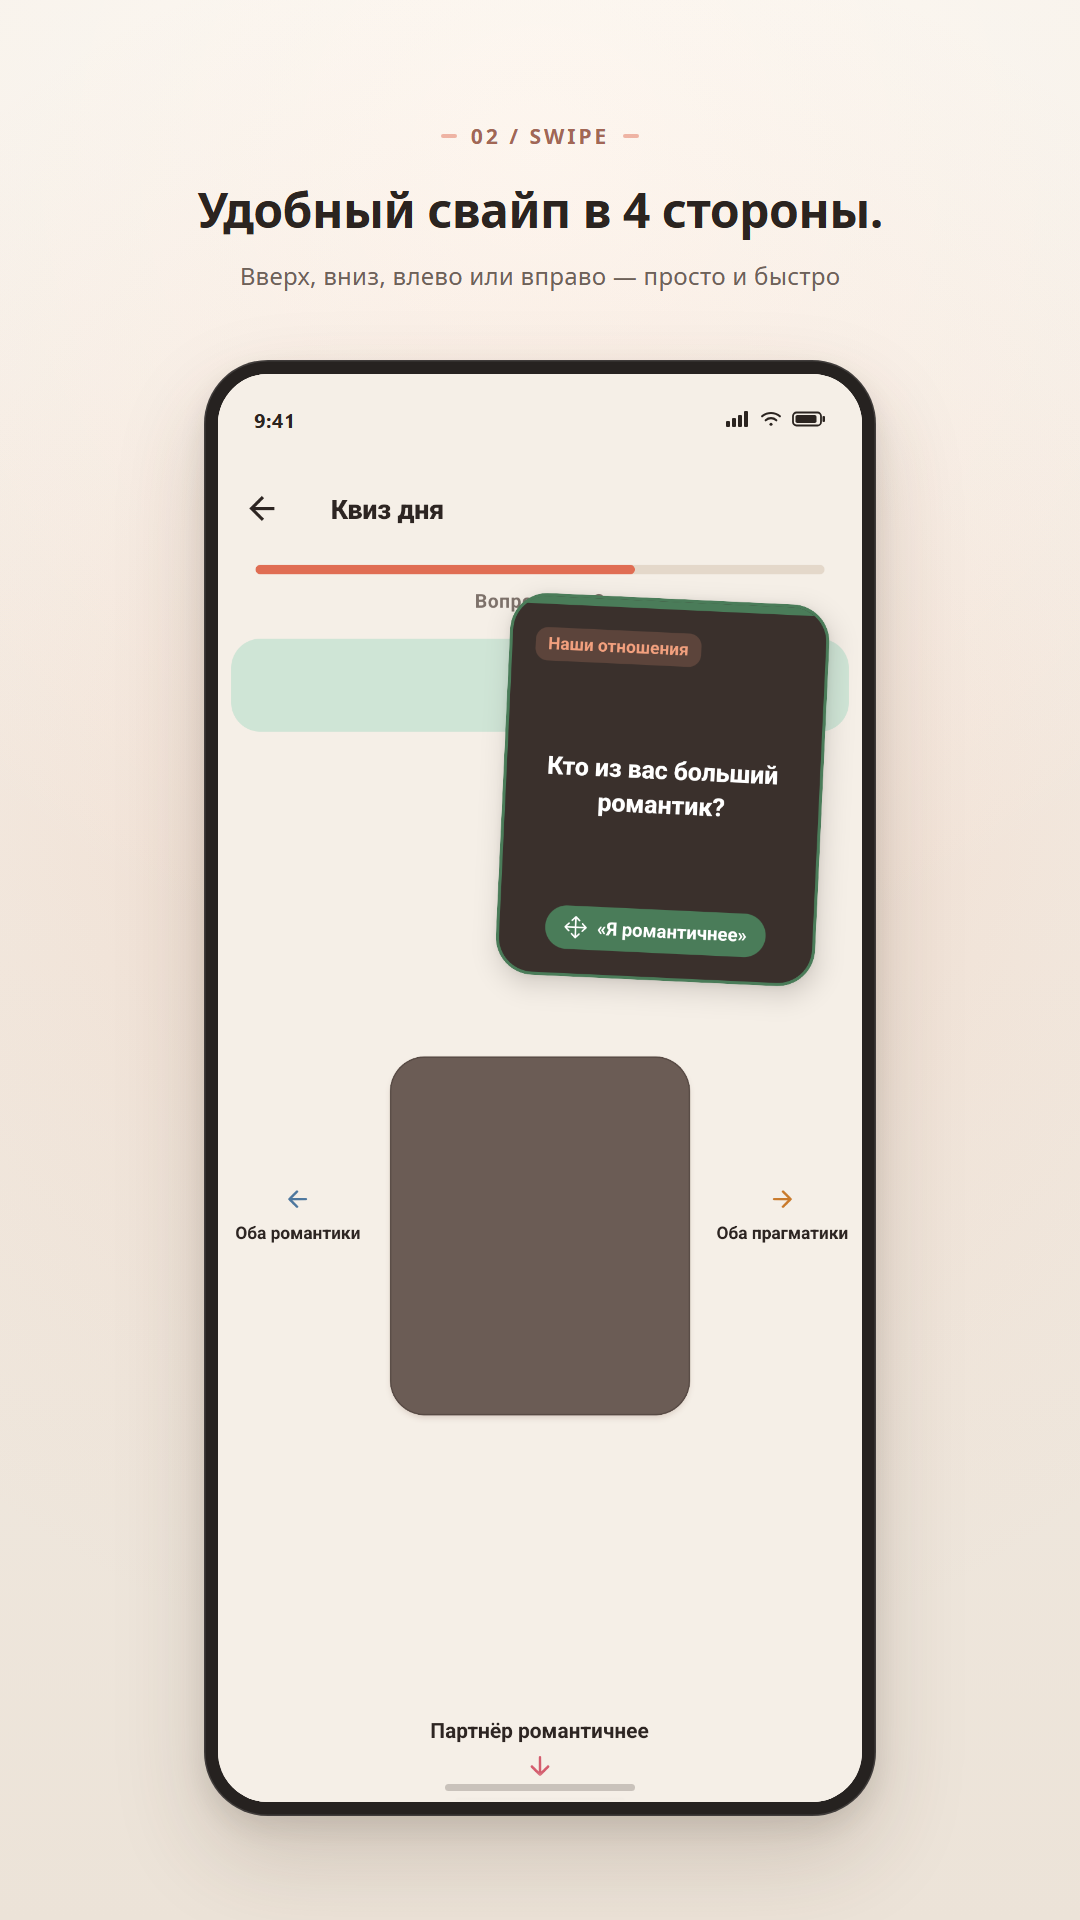 02 / SWIPE
Удобный свайп в 4 стороны.
Вверх, вниз, влево или вправо — просто и быстро
9:41
Квиз дня
Наши отношения
Кто из вас больший
романтик?
«Я романтичнее»
Оба романтики
Оба прагматики
Партнёр романтичнее